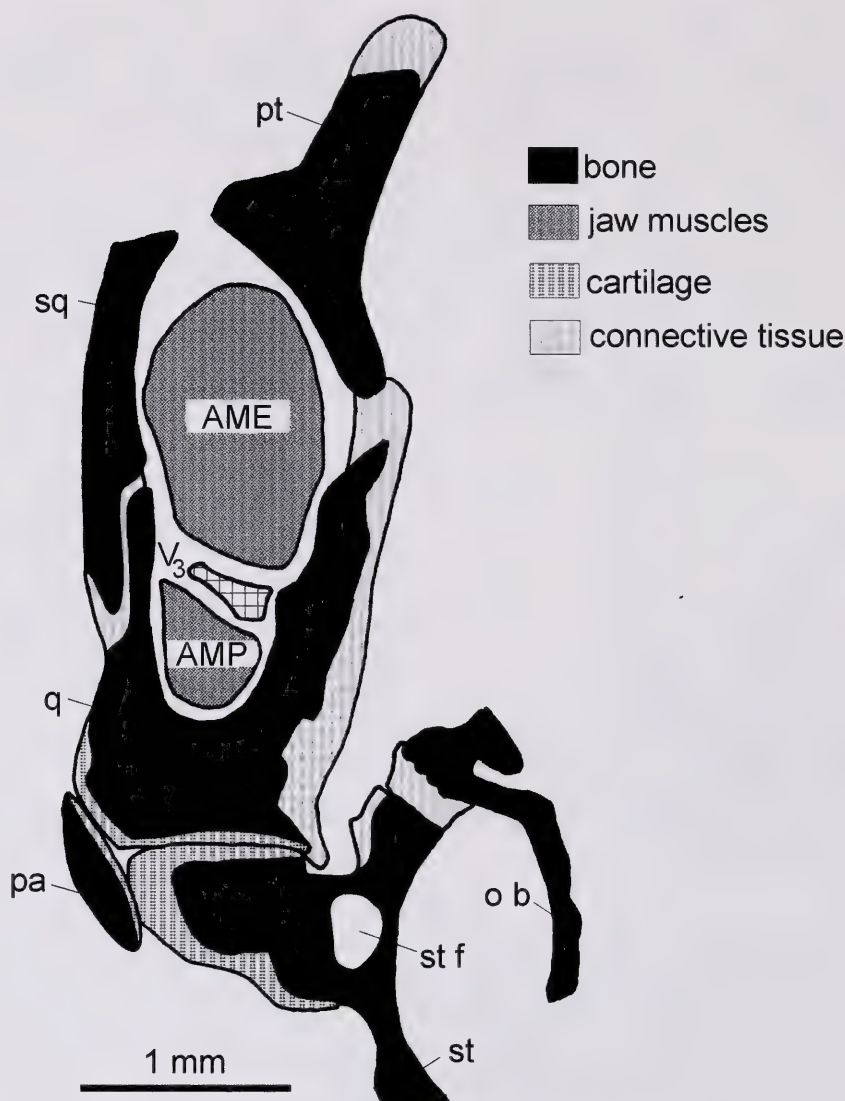 pt
bone
jaw muscles
cartilage
connective tissue
sq
AME
V3
AMP
q
pa
o b
st f
st
1 mm